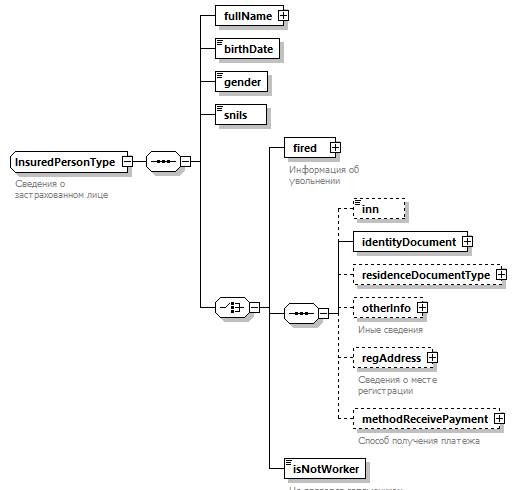 fullName
birthDate
gender
snils
InsuredPersonType
Сведения о
застрахованном лице
fired
Информация об
увольнении
inn
identityDocument
residenceDocumentType
otherInfo
Иные сведения
regAddress
Сведения о месте
регистрации
methodReceivePayment
Способ получения платежа
isNotWorker